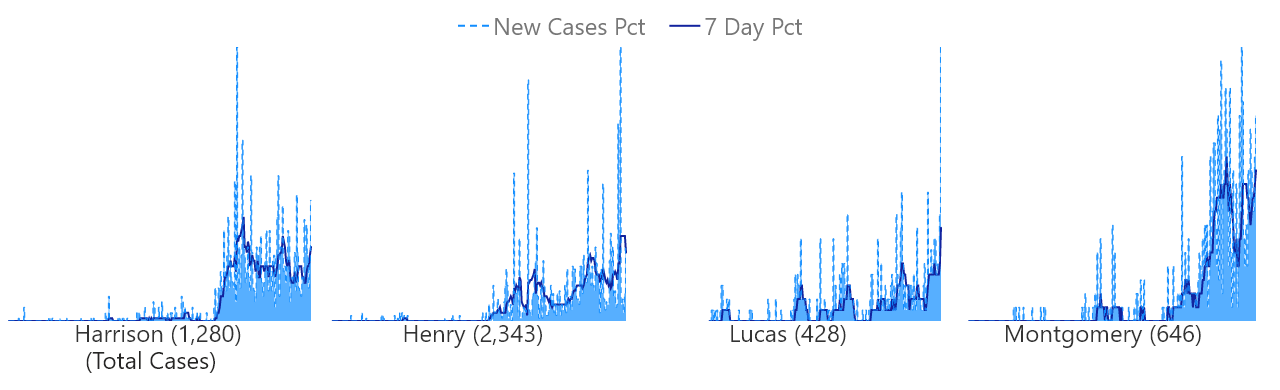 New Cases Pct 7 Day Pct
Harrison (1,280) Henry (2,343) Lucas (428) Montgomery (646)
(Total Cases)